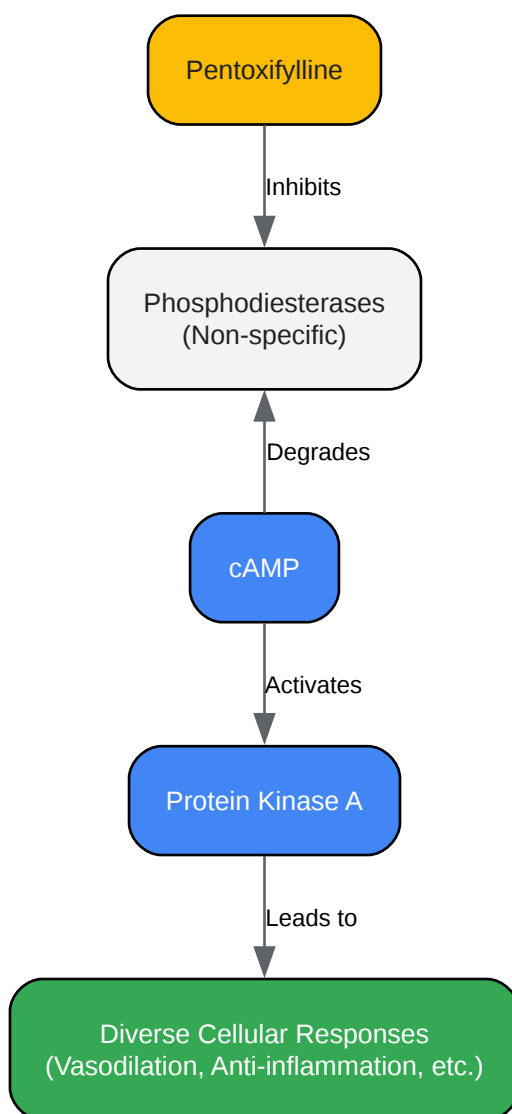 Pentoxifylline
Inhibits
Phosphodiesterases
(Non-specific)
Degrades
cAMP
Activates
Protein Kinase A
Leads to
Diverse Cellular Responses
(Vasodilation, Anti-inflammation, etc.)